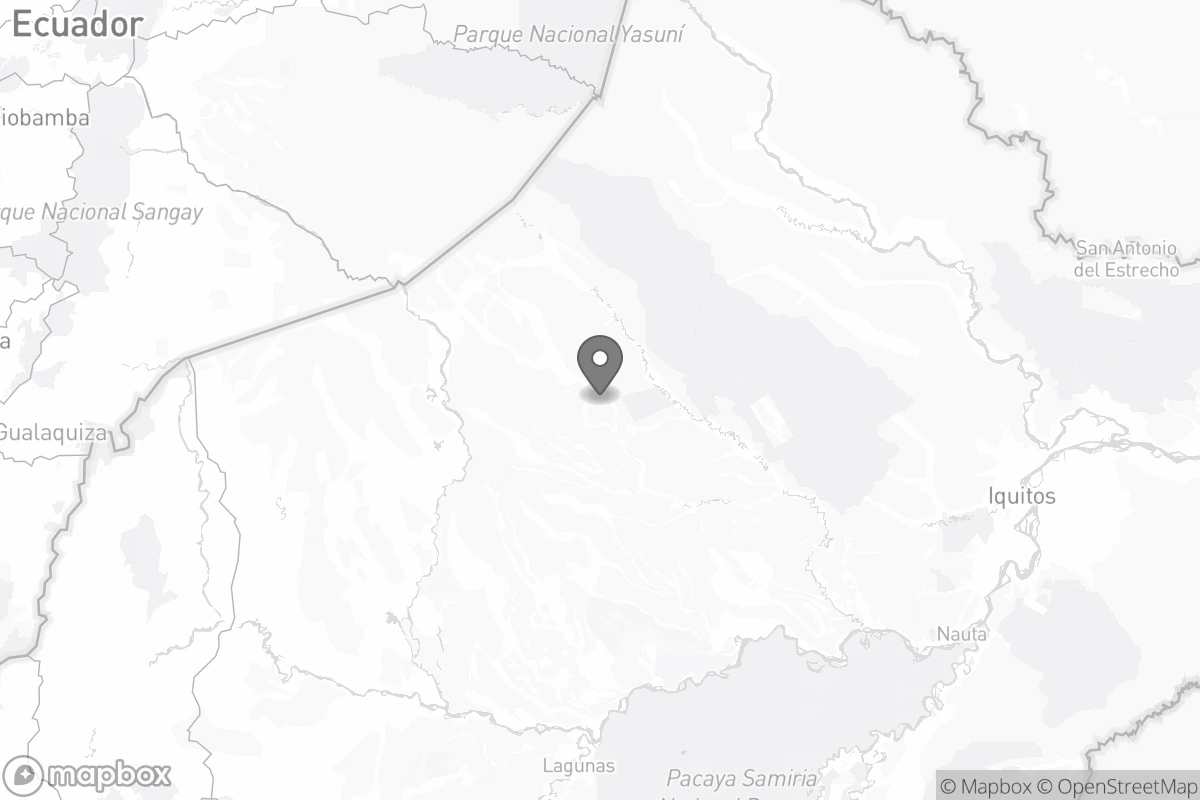 Ecuador
Parque Nacional Yasuní
iobamba
rque Nacional Sangay
San Antonio
del Estrecho
a
Gualaquiza
Iquitos
Nauta
Lagunas
Pacaya Samiria
mapbox
© Mapbox © OpenStreetMap